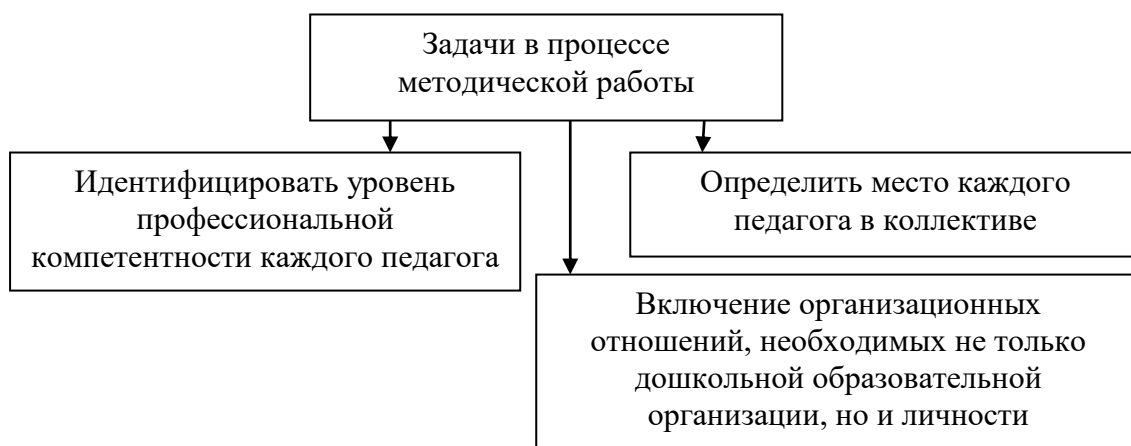 Задачи в процессе
методической работы
Идентифицировать уровень
профессиональной
компетентности каждого педагога
Определить место каждого
педагога в коллективе
Включение организационных
отношений, необходимых не только
дошкольной образовательной
организации, но и личности